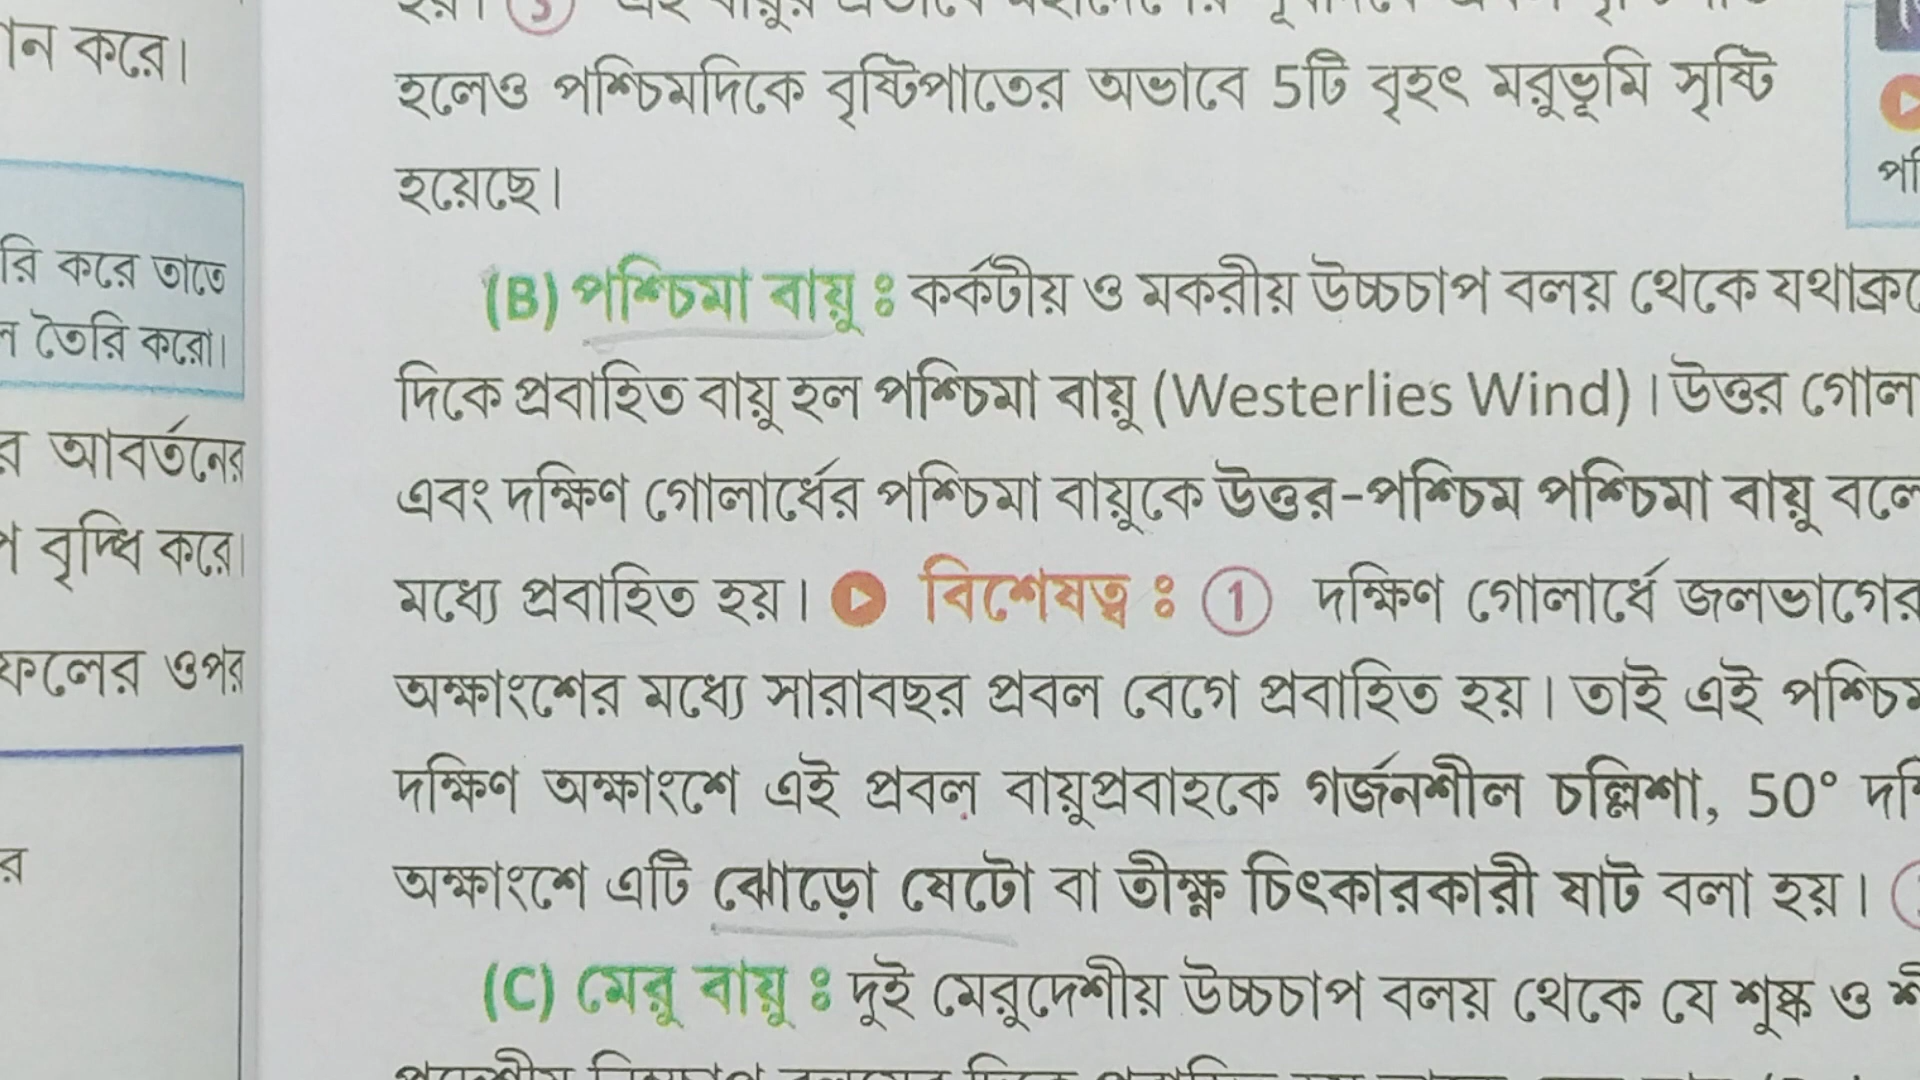 ান করে।
রি করে তাতে
তৈরি করো।
র আবর্তনের
বৃদ্ধি করে।
ফলের ওপর
র
হলেও পশ্চিমদিকে বৃষ্টিপাতের অভাবে 5টি বৃহৎ মরুভূমি সৃষ্টি
হয়েছে।
(B) পশ্চিমা বায়ু ঃ কর্কটীয় ও মকরীয় উচ্চচাপ বলয় থেকে
দিকে প্রবাহিত বায়ু হল পশ্চিমা বায়ু (Westerlies Wind)। উত্তর গোল
এবং দক্ষিণ গোলার্ধের পশ্চিমা বায়ুকে উত্তর-পশ্চিম পশ্চিমা বায়ু বলে
মধ্যে প্রবাহিত হয়। বিশেষত্ব ঃ 1 দক্ষিণ গোলার্ধে জলভাগের
অক্ষাংশের মধ্যে সারাবছর প্রবল বেগে প্রবাহিত হয়। তাই এই পশ্চিম
দক্ষিণ অক্ষাংশে এই প্রবল বায়ুপ্রবাহকে গর্জনশীল চল্লিশা, 50° দ
অক্ষাংশে এটি ঝোড়ো ষেটো বা তীক্ষ্ণ চিৎকারকারী ষাট বলা হয়।
(C) মেরু বায়ু ঃ দুই মেরুদেশীয় উচ্চচাপ বলয় থেকে যে শুষ্ক ও